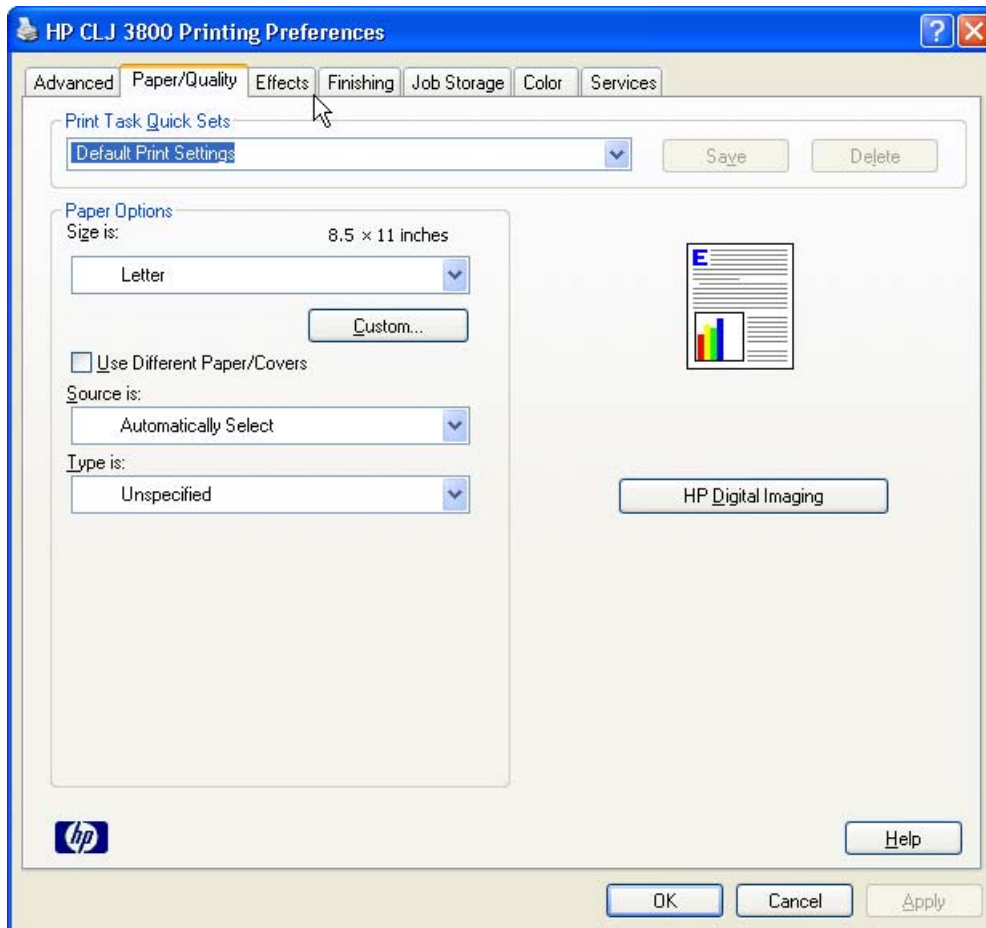 HP CLJ 3800 Printing Preferences
Advanced Paper/Quality Effects Finishing Job Storage Color Services
Print Task Quick Sets
Default Print Settings Save Delete
Paper Options
Size is: 8.5 × 11 inches
Letter
E
Custom...
Use Different Paper/Covers
Source is:
Automatically Select
Type is:
Unspecified
HP Digital Imaging
hp
Help
OK Cancel Apply